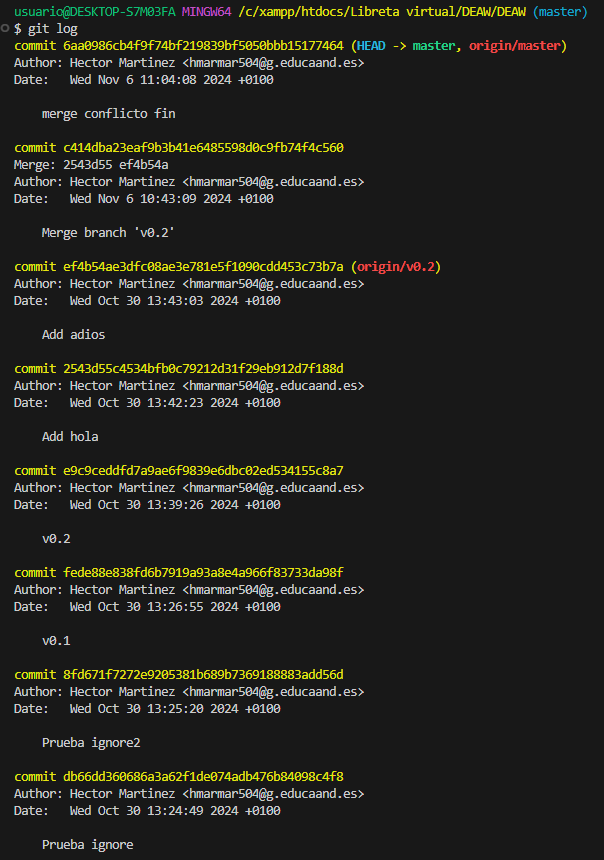 usuario@DESKTOP-S7M03FA MINGW64 /c/xampp/htdocs/Libreta virtual/DEAW/DEAW (master)
$ git log
commit 6aa0986cb4f9f74bf219839bf5050bbb15177464 (HEAD -> master, origin/master)
Author: Hector Martinez <hmarmar504@g.educaand.es>
Date:   Wed Nov 6 11:04:08 2024 +0100

    merge conflicto fin

commit c414dba23eaf9b3b41e6485598d0c9fb74f4c560
Merge: 2543d55 ef4b54a
Author: Hector Martinez <hmarmar504@g.educaand.es>
Date:   Wed Nov 6 10:43:09 2024 +0100

    Merge branch 'v0.2'

commit ef4b54ae3dfc08ae3e781e5f1090cdd453c73b7a (origin/v0.2)
Author: Hector Martinez <hmarmar504@g.educaand.es>
Date:   Wed Oct 30 13:43:03 2024 +0100

    Add adios

commit 2543d55c4534bfb0c79212d31f29eb912d7f188d
Author: Hector Martinez <hmarmar504@g.educaand.es>
Date:   Wed Oct 30 13:42:23 2024 +0100

    Add hola

commit e9c9ceddfd7a9ae6f9839e6dbc02ed534155c8a7
Author: Hector Martinez <hmarmar504@g.educaand.es>
Date:   Wed Oct 30 13:39:26 2024 +0100

    v0.2

commit fede88e838fd6b7919a93a8e4a966f83733da98f
Author: Hector Martinez <hmarmar504@g.educaand.es>
Date:   Wed Oct 30 13:26:55 2024 +0100

    v0.1

commit 8fd671f7272e9205381b689b7369188883add56d
Author: Hector Martinez <hmarmar504@g.educaand.es>
Date:   Wed Oct 30 13:25:20 2024 +0100

    Prueba ignore2

commit db66dd360686a3a62f1de074adb476b84098c4f8
Author: Hector Martinez <hmarmar504@g.educaand.es>
Date:   Wed Oct 30 13:24:49 2024 +0100

    Prueba ignore